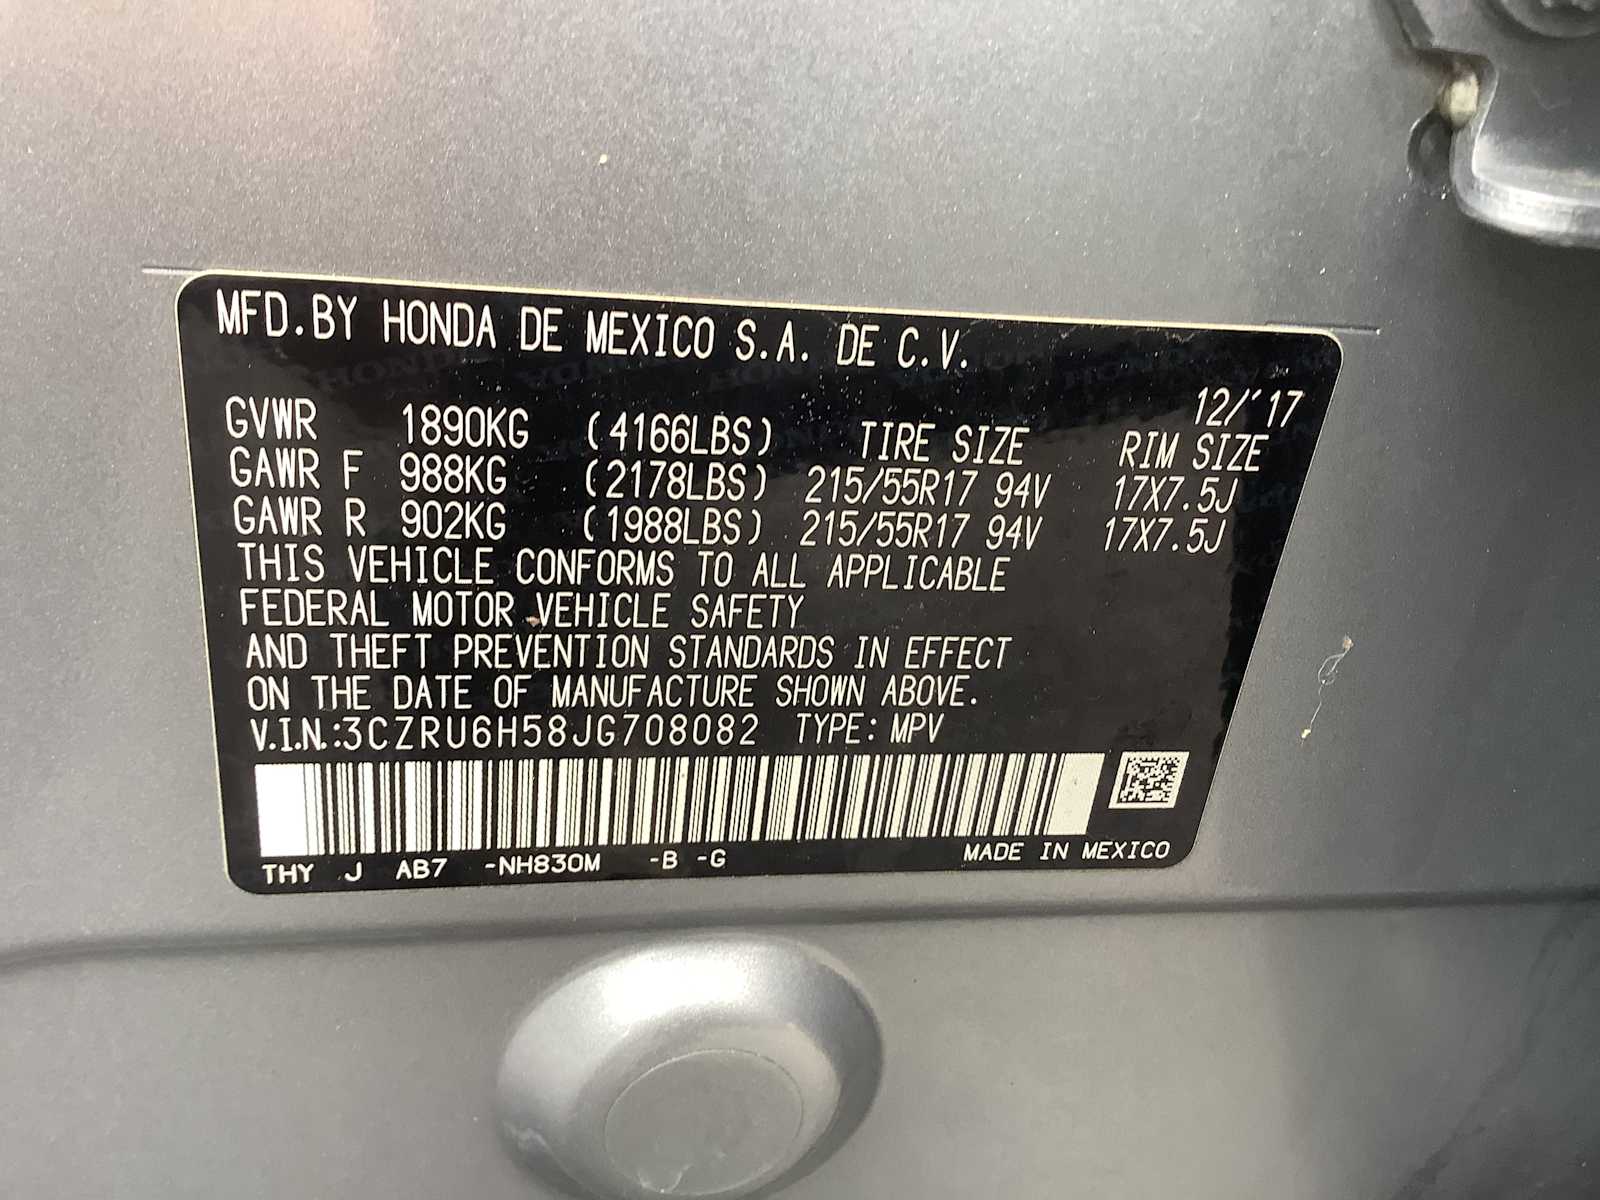 MFD.BY HONDA DE MEXICO S.A. DE C.V.
12/'17
GVWR 1890KG (4166LBS) TIRE SIZE RIM SIZE
GAWR F 988KG (2178LBS) 215/55R17 94V 17X7.5J
GAWR R 902KG (1988LBS) 215/55R17 94V 17X7.5J
THIS VEHICLE CONFORMS TO ALL APPLICABLE
FEDERAL MOTOR VEHICLE SAFETY
AND THEFT PREVENTION STANDARDS IN EFFECT
ON THE DATE OF MANUFACTURE SHOWN ABOVE.
V.I.N.:3CZRU6H58JG708082 TYPE: MPV
THY J AB7 -NH830M -B -G MADE IN MEXICO